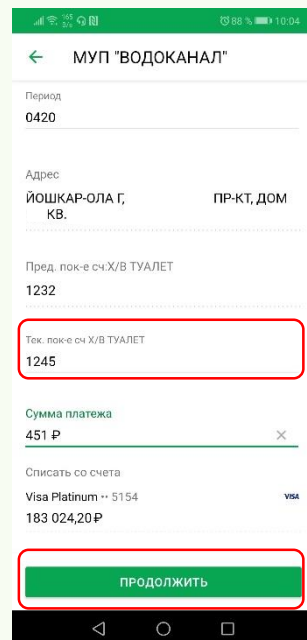 165 B/s 88 % 10:04
МУП "ВОДОКАНАЛ"
Период
0420
Адрес
ЙОШКАР-ОЛА Г, ПР-КТ, ДОМ
КВ.
Пред. пок-е сч:Х/В ТУАЛЕТ
1232
Тек. пок-е сч Х/В ТУАЛЕТ
1245
Сумма платежа
451 ₽
Списать со счета
Visa Platinum •• 5154 VISA
183 024,20 ₽
ПРОДОЛЖИТЬ